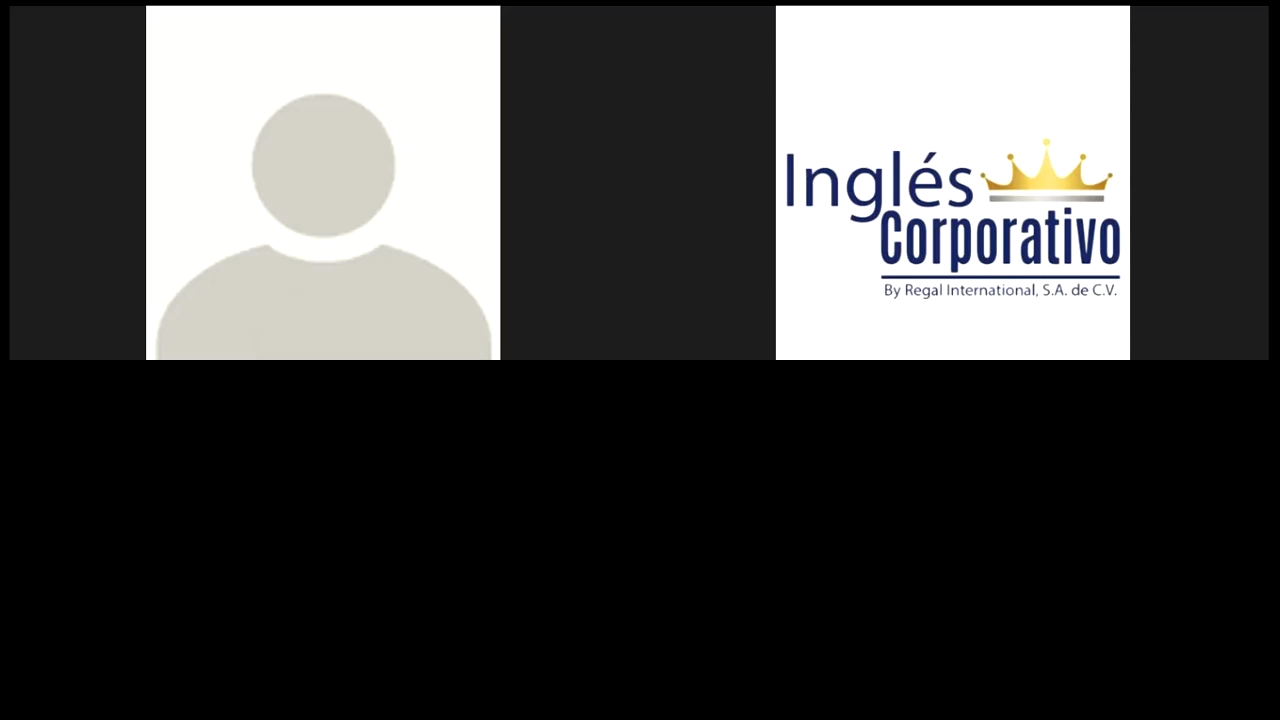 Inglés
Corporativo
By Regal International, S.A. de C.V.